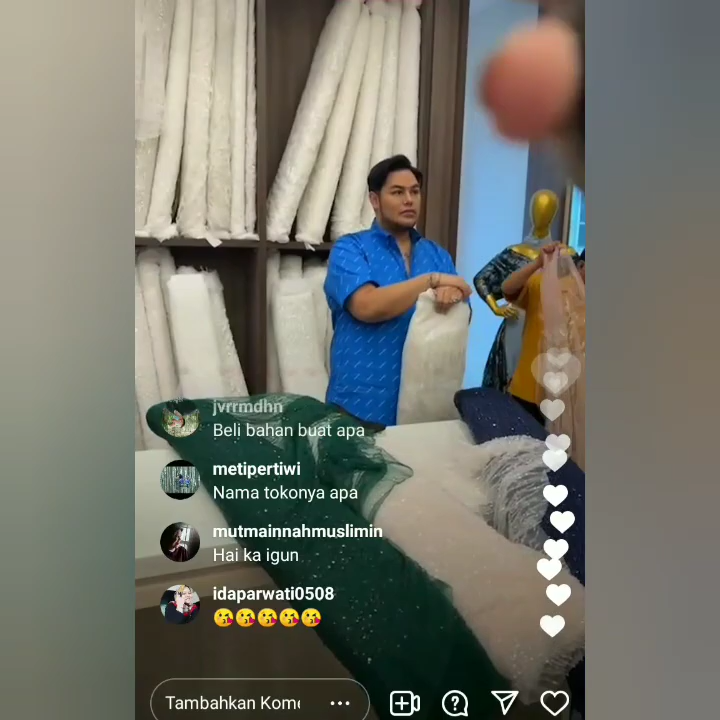 jvrrmdhn
Beli bahan buat apa
metipertiwi
Nama tokonya apa
mutmainnahmuslimin
Hai ka igun
idaparwati0508
😘😘😘😘😘
Tambahkan Kome